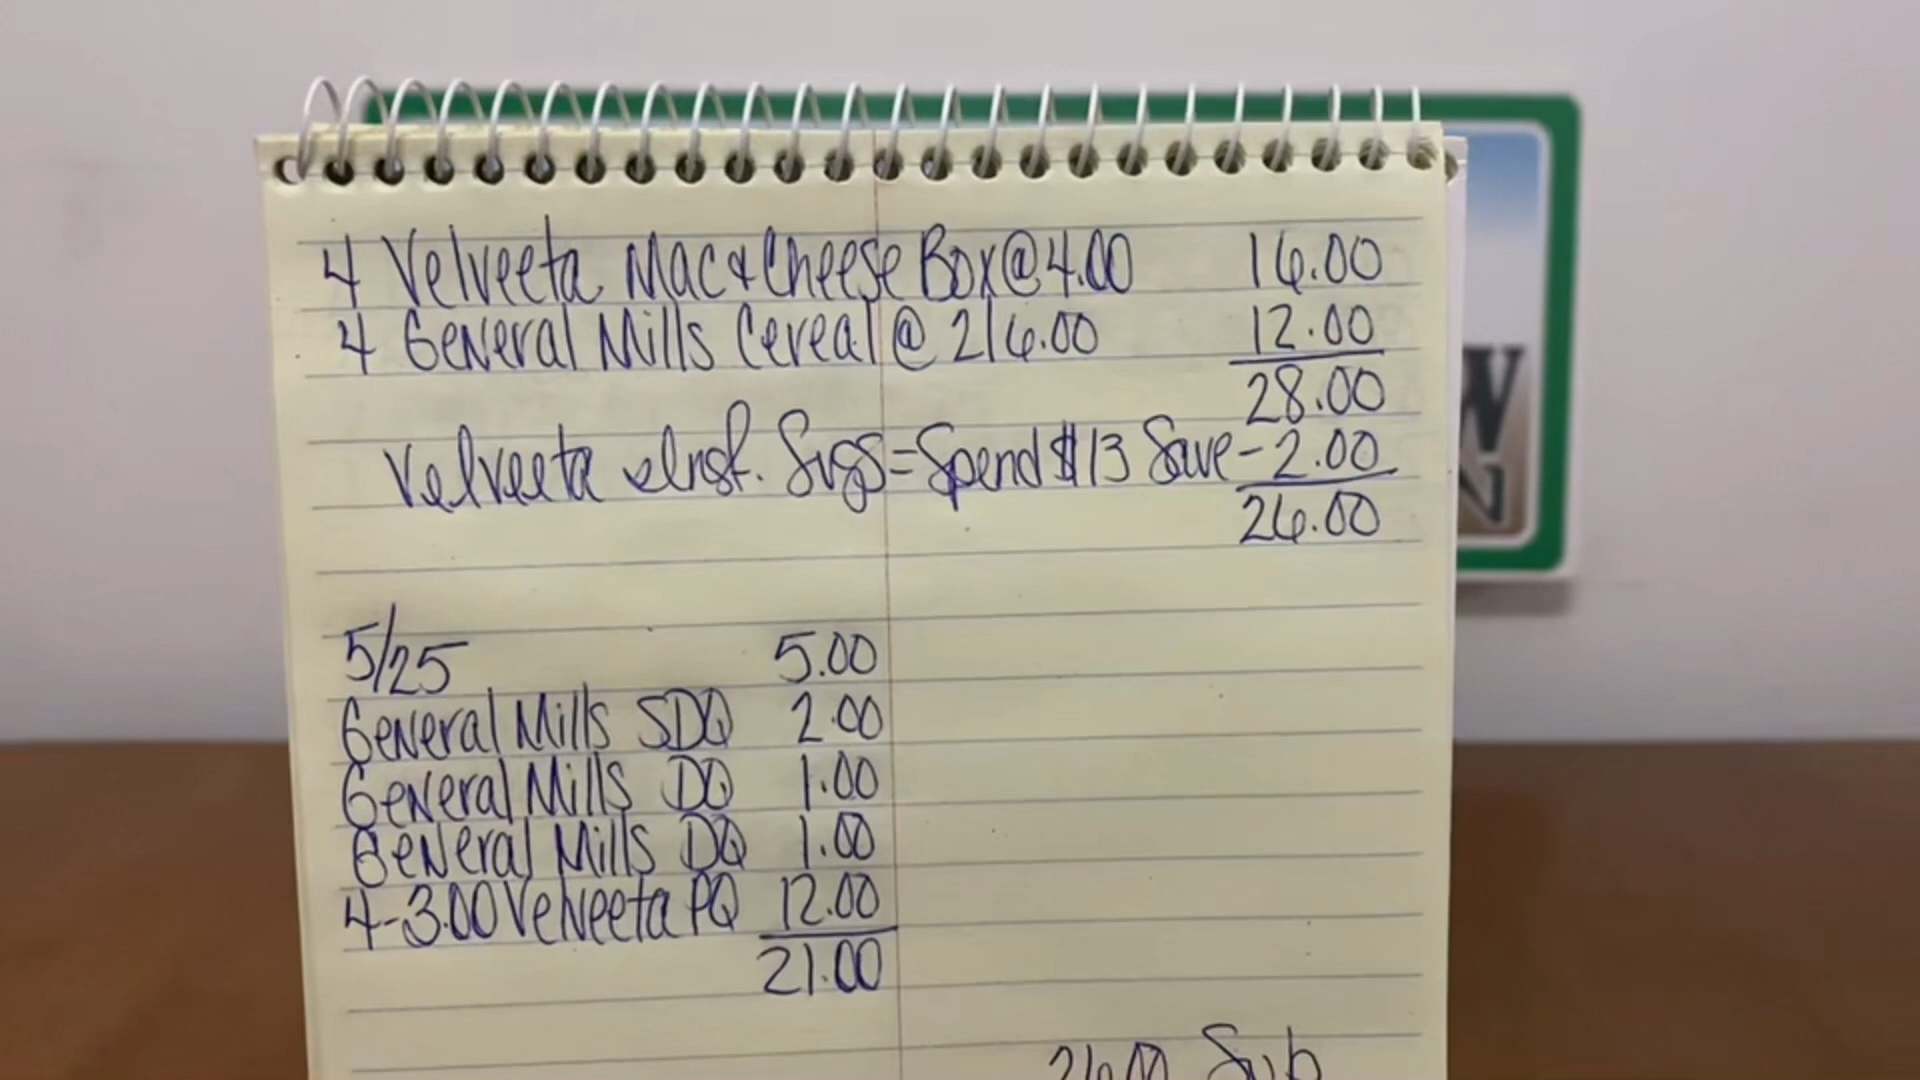 4 Velveeta Mac & Cheese Box @ 4.00 16.00
4 General Mills Cereal @ 2/6.00 12.00
28.00
Velveeta Inst. Svgs = Spend $13 Save - 2.00
26.00
5/25 5.00
General Mills SDQ 2.00
General Mills DQ 1.00
General Mills DQ 1.00
4-3.00 Velveeta PQ 12.00
21.00
26.00 Sub
W
N